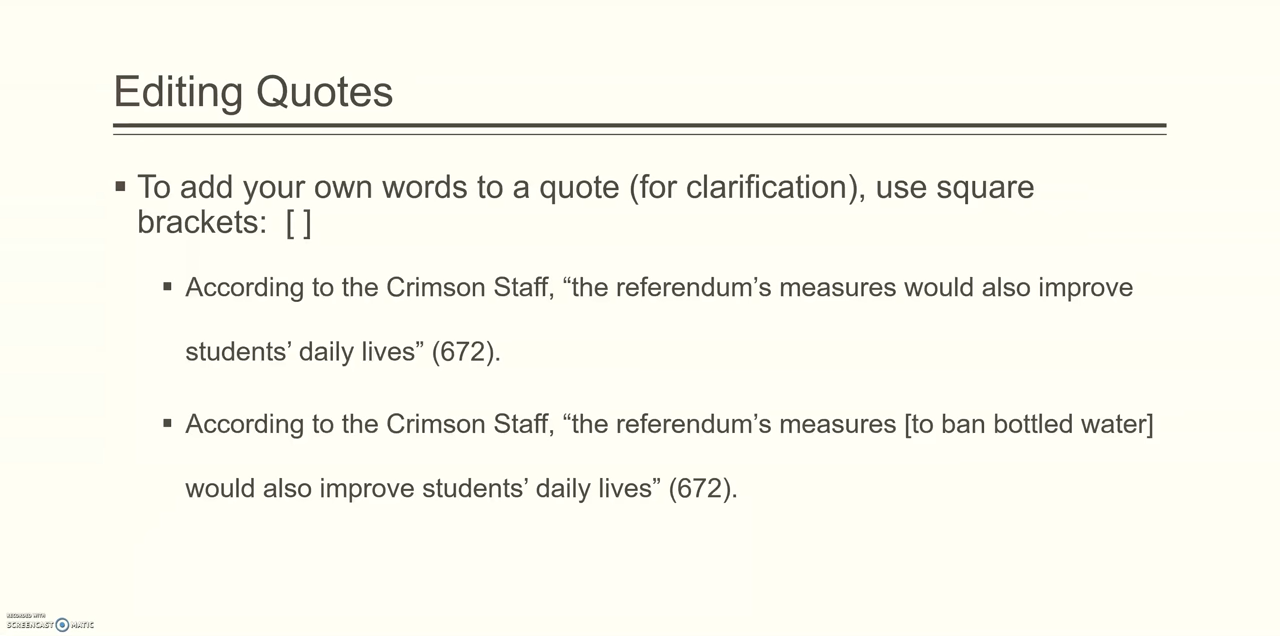 Editing Quotes
▪ To add your own words to a quote (for clarification), use square
brackets: [ ]
▪ According to the Crimson Staff, “the referendum’s measures would also improve
students’ daily lives” (672).
▪ According to the Crimson Staff, “the referendum’s measures [to ban bottled water]
would also improve students’ daily lives” (672).
RECORDED WITH
SCREENCAST MATIC